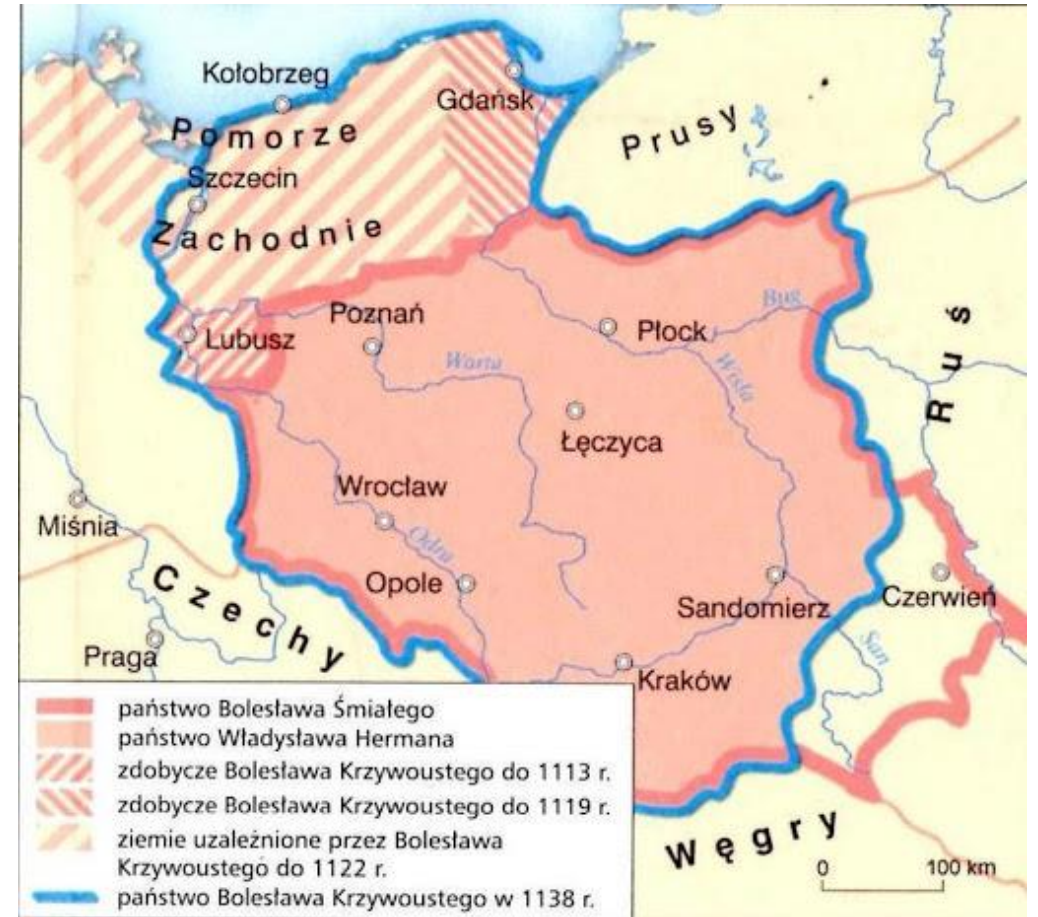 Kołobrzeg
Gdańsk
Pomorze
Prusy
Szczecin
Zachodnie
Poznań
Bug
Lubusz
Płock
Warta
Wisła
Ruś
Łęczyca
Wrocław
Miśnia
Odra
Opole
Czechy
Sandomierz
Czerwień
San
Praga
Kraków
państwo Bolesława Śmiałego
państwo Władysława Hermana
zdobycze Bolesława Krzywoustego do 1113 r.
zdobycze Bolesława Krzywoustego do 1119 r.
ziemie uzależnione przez Bolesława
Krzywoustego do 1122 r.
państwo Bolesława Krzywoustego w 1138 r.
Węgry
0 100 km